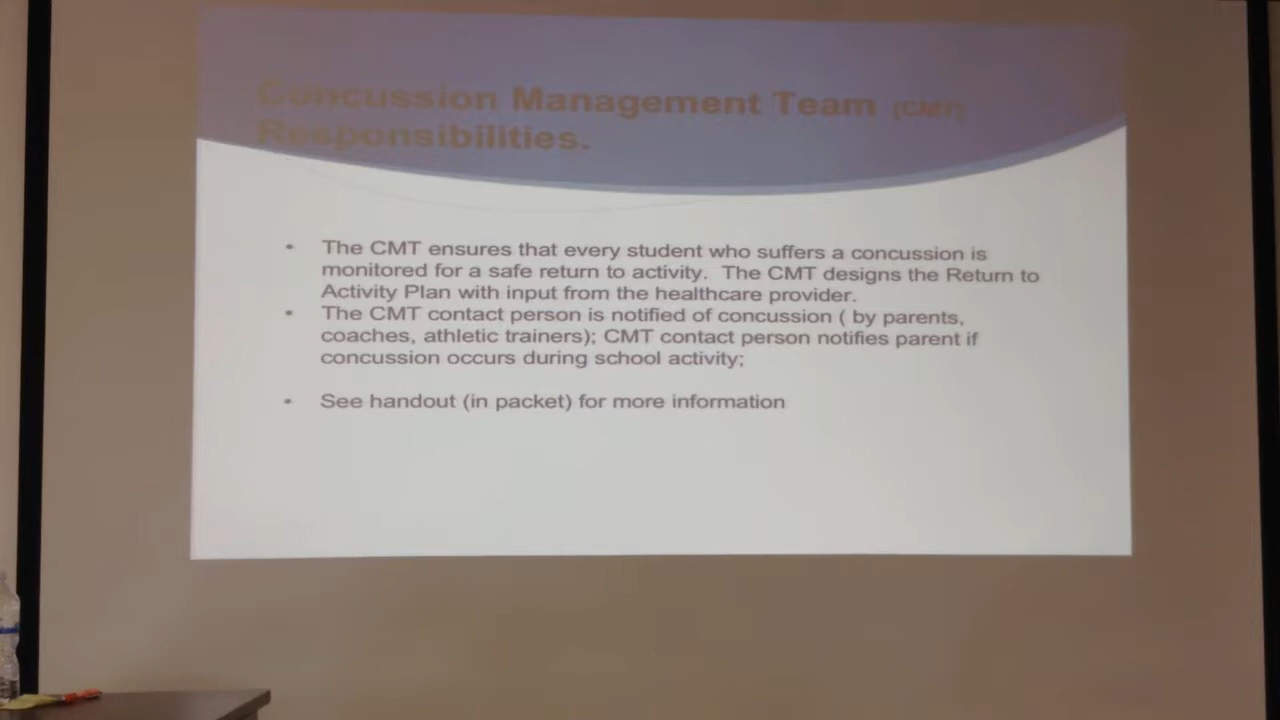 Concussion Management Team (CMT)
Responsibilities.
• The CMT ensures that every student who suffers a concussion is
monitored for a safe return to activity. The CMT designs the Return to
Activity Plan with input from the healthcare provider.
• The CMT contact person is notified of concussion ( by parents,
coaches, athletic trainers); CMT contact person notifies parent if
concussion occurs during school activity;
• See handout (in packet) for more information